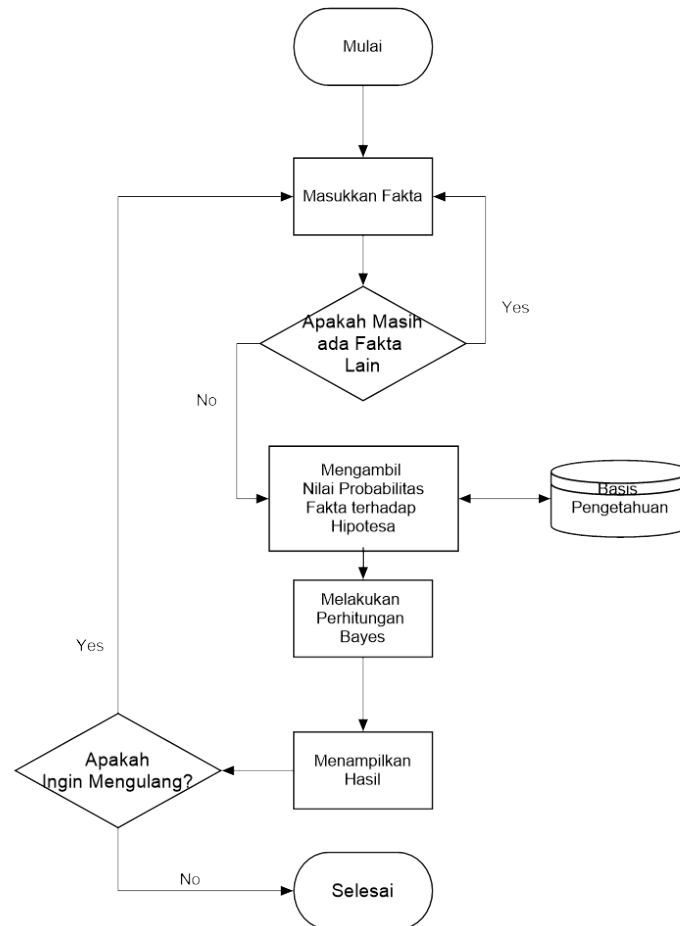 Mulai
Masukkan Fakta
Apakah Masih
ada Fakta
Lain
Yes
No
Mengambil
Nilai Probabilitas
Fakta terhadap
Hipotesa
Basis
Pengetahuan
Melakukan
Perhitungan
Bayes
Yes
Apakah
Ingin Mengulang?
Menampilkan
Hasil
No
Selesai